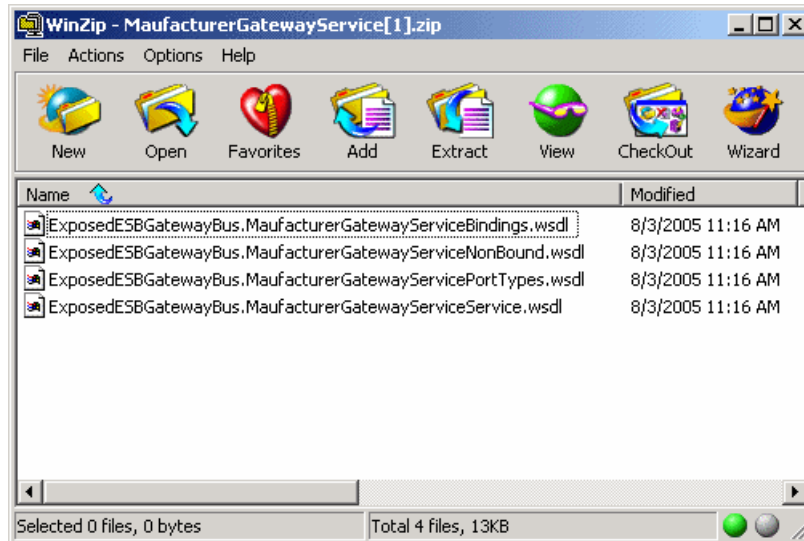 WinZip - MaufacturerGatewayService[1].zip
File Actions Options Help
New Open Favorites Add Extract View CheckOut Wizard
Name Modified
ExposedESBGatewayBus.MaufacturerGatewayServiceBindings.wsdl 8/3/2005 11:16 AM
ExposedESBGatewayBus.MaufacturerGatewayServiceNonBound.wsdl 8/3/2005 11:16 AM
ExposedESBGatewayBus.MaufacturerGatewayServicePortTypes.wsdl 8/3/2005 11:16 AM
ExposedESBGatewayBus.MaufacturerGatewayServiceService.wsdl 8/3/2005 11:16 AM
Selected 0 files, 0 bytes Total 4 files, 13KB